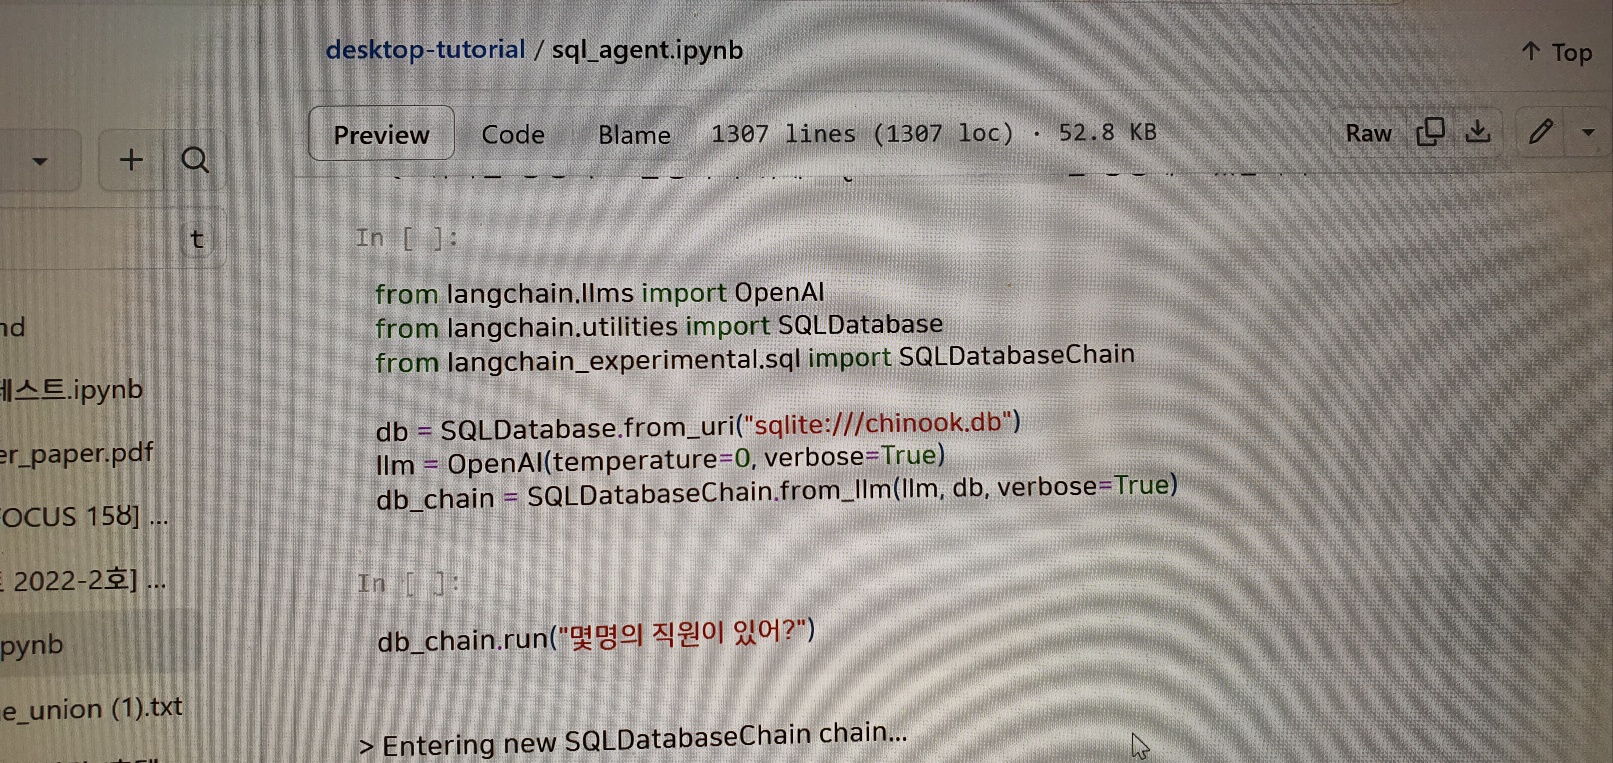 desktop-tutorial / sql_agent.ipynb
↑ Top
Preview Code Blame 1307 lines (1307 loc) · 52.8 KB Raw
t
In [ ]:
from langchain.llms import OpenAI
from langchain.utilities import SQLDatabase
from langchain_experimental.sql import SQLDatabaseChain
db = SQLDatabase.from_uri("sqlite:///chinook.db")
llm = OpenAI(temperature=0, verbose=True)
db_chain = SQLDatabaseChain.from_llm(llm, db, verbose=True)
In [ ]:
db_chain.run("몇명의 직원이 있어?")
> Entering new SQLDatabaseChain chain...
nd
테스트.ipynb
er_paper.pdf
OCUS 158] ...
2022-2호] ...
pynb
e_union (1).txt